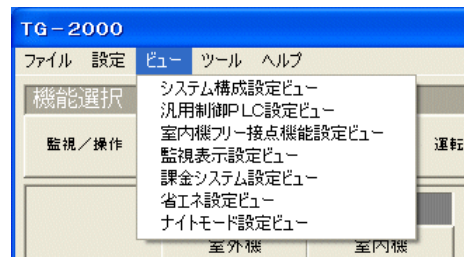 TG-2000
ファイル 設定 ビュー ツール ヘルプ
機能選択
システム構成設定ビュー
汎用制御PLC設定ビュー
室内機フリー接点機能設定ビュー
監視表示設定ビュー
課金システム設定ビュー
省エネ設定ビュー
ナイトモード設定ビュー
監視/操作
運転
室外機 室内機